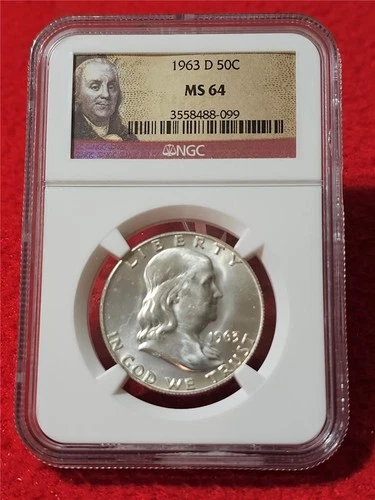 1963 D 50C
MS 64
3558488-099
NGC
LIBERTY
1963
IN GOD WE TRUST